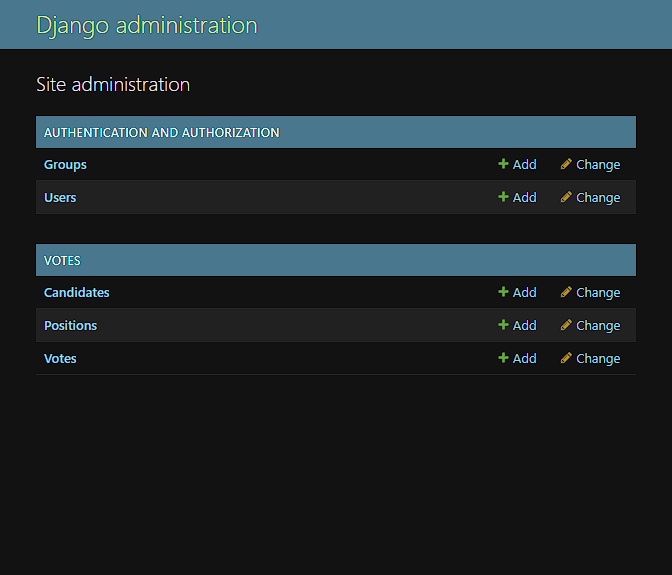 Django administration
Site administration
AUTHENTICATION AND AUTHORIZATION
Groups Add Change
Users Add Change
VOTES
Candidates Add Change
Positions Add Change
Votes Add Change